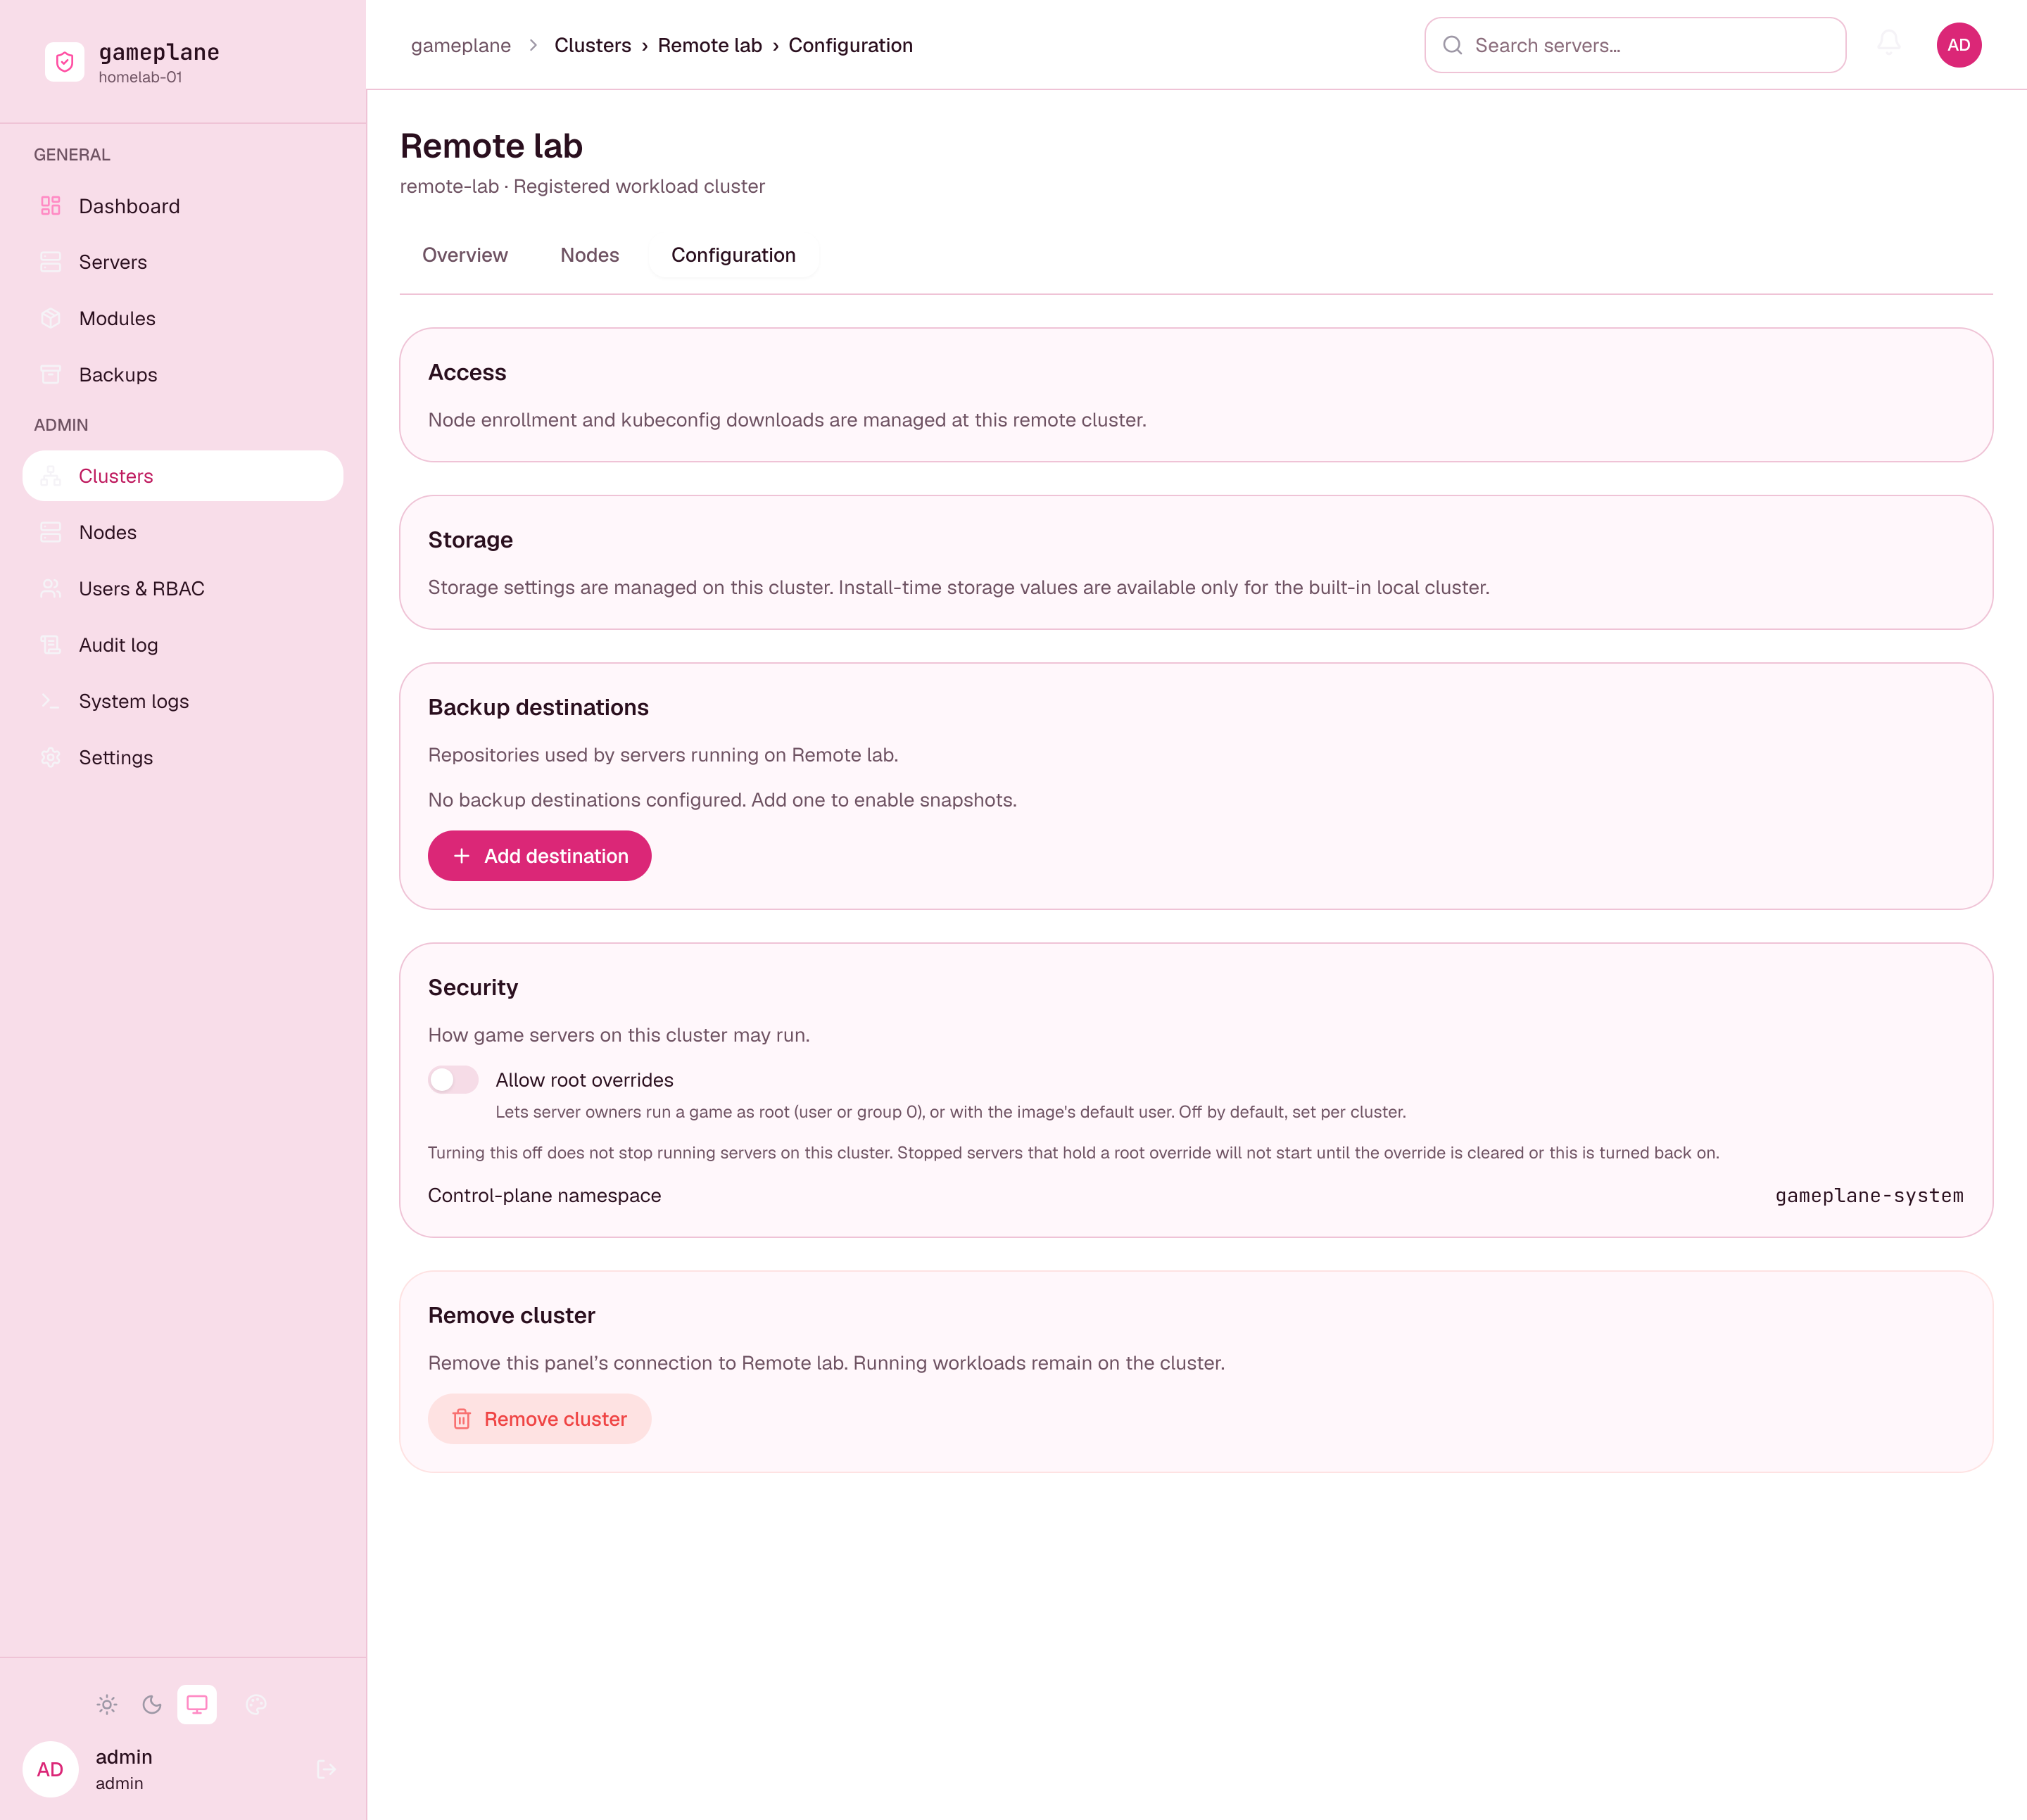 gameplane
homelab-01
GENERAL
Dashboard
Servers
Modules
Backups
ADMIN
Clusters
Nodes
Users & RBAC
Audit log
System logs
Settings
AD
admin
admin
gameplane
Clusters › Remote lab › Configuration
Search servers...
AD
Remote lab
remote-lab · Registered workload cluster
Overview
Nodes
Configuration
Access
Node enrollment and kubeconfig downloads are managed at this remote cluster.
Storage
Storage settings are managed on this cluster. Install-time storage values are available only for the built-in local cluster.
Backup destinations
Repositories used by servers running on Remote lab.
No backup destinations configured. Add one to enable snapshots.
Add destination
Security
How game servers on this cluster may run.
Allow root overrides
Lets server owners run a game as root (user or group 0), or with the image's default user. Off by default, set per cluster.
Turning this off does not stop running servers on this cluster. Stopped servers that hold a root override will not start until the override is cleared or this is turned back on.
Control-plane namespace
gameplane-system
Remove cluster
Remove this panel’s connection to Remote lab. Running workloads remain on the cluster.
Remove cluster